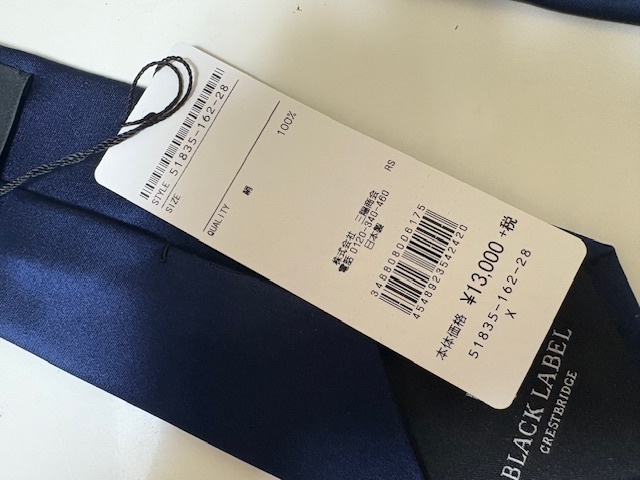 STYLE 51835-162-28
SIZE
QUALITY 絹 100%
RS
株式会社 三陽商会
電話 0120-340-460
日本製
3468080006175
4548923542420
本体価格 ¥13,000 +税
51835-162-28
X
BLACK LABEL
CRESTBRIDGE